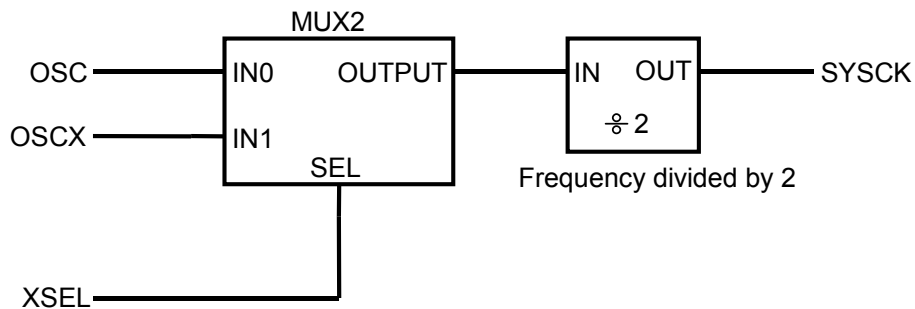 MUX2
OSC
IN0
OUTPUT
IN
OUT
SYSCK
OSCX
IN1
÷ 2
SEL
Frequency divided by 2
XSEL